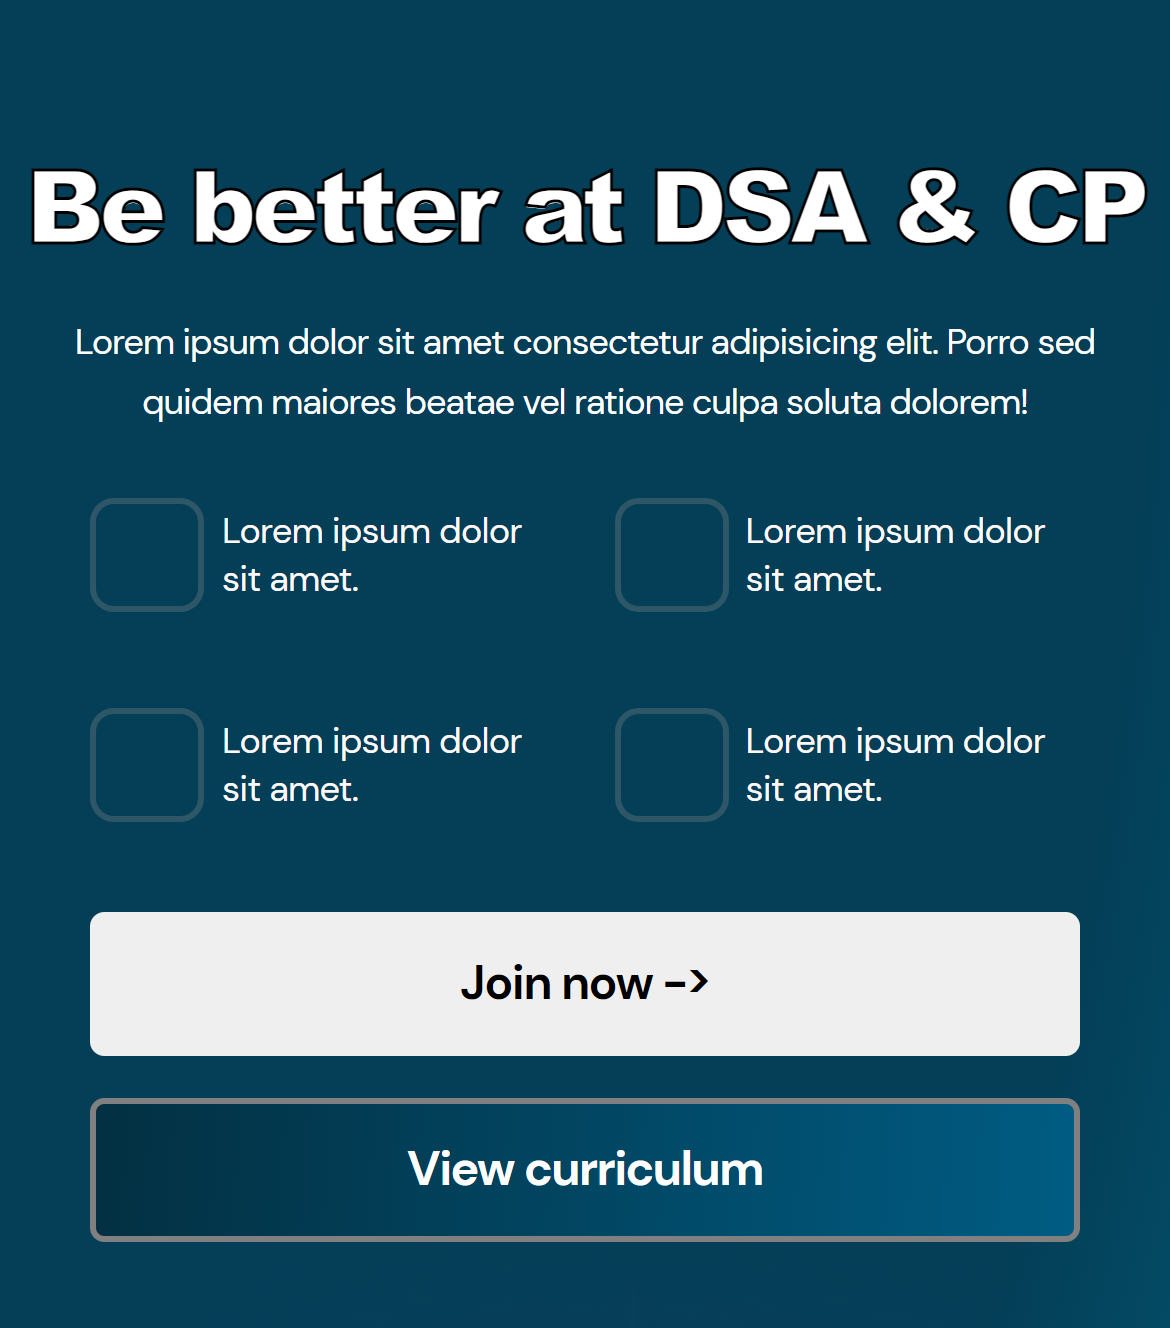 Be better at DSA & CP
Lorem ipsum dolor sit amet consectetur adipisicing elit. Porro sed
quidem maiores beatae vel ratione culpa soluta dolorem!
Lorem ipsum dolor
sit amet.
Lorem ipsum dolor
sit amet.
Lorem ipsum dolor
sit amet.
Lorem ipsum dolor
sit amet.
Join now ->
View curriculum